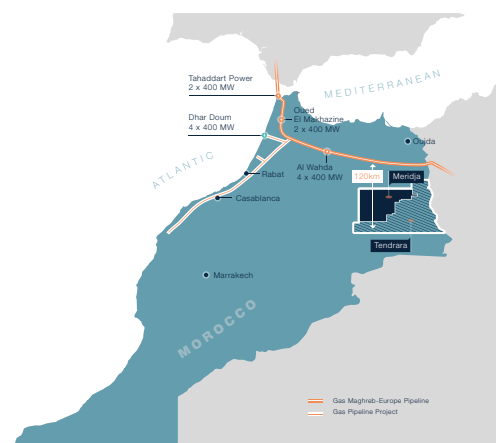 MEDITERRANEAN
Tahaddart Power
2 x 400 MW
Oued
El Makhazine
2 x 400 MW
Dhar Doum
4 x 400 MW
Oujda
ATLANTIC
Al Wahda
4 x 400 MW
Rabat
120km
Meridja
Casablanca
Tendrara
Marrakech
MOROCCO
Gas Maghreb-Europe Pipeline
Gas Pipeline Project